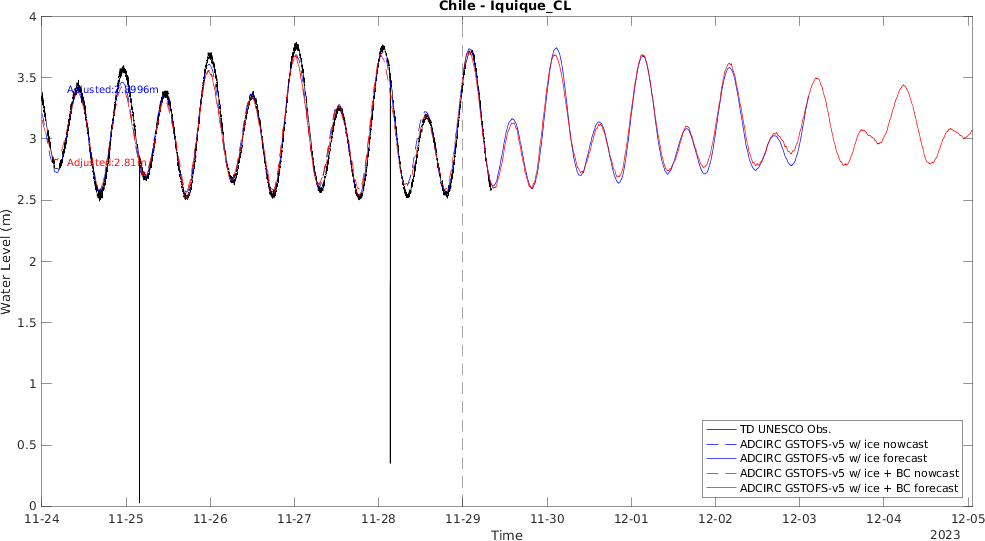 Chile - Iquique_CL
4
3.5
3
2.5
2
1.5
1
0.5
0
Water Level (m)
Adjusted:2.81m
TD UNESCO Obs.
ADCIRC GSTOFS-v5 w/ ice nowcast
ADCIRC GSTOFS-v5 w/ ice forecast
ADCIRC GSTOFS-v5 w/ ice + BC nowcast
ADCIRC GSTOFS-v5 w/ ice + BC forecast
11-24 11-25 11-26 11-27 11-28 11-29 11-30 12-01 12-02 12-03 12-04 12-05
Time
2023